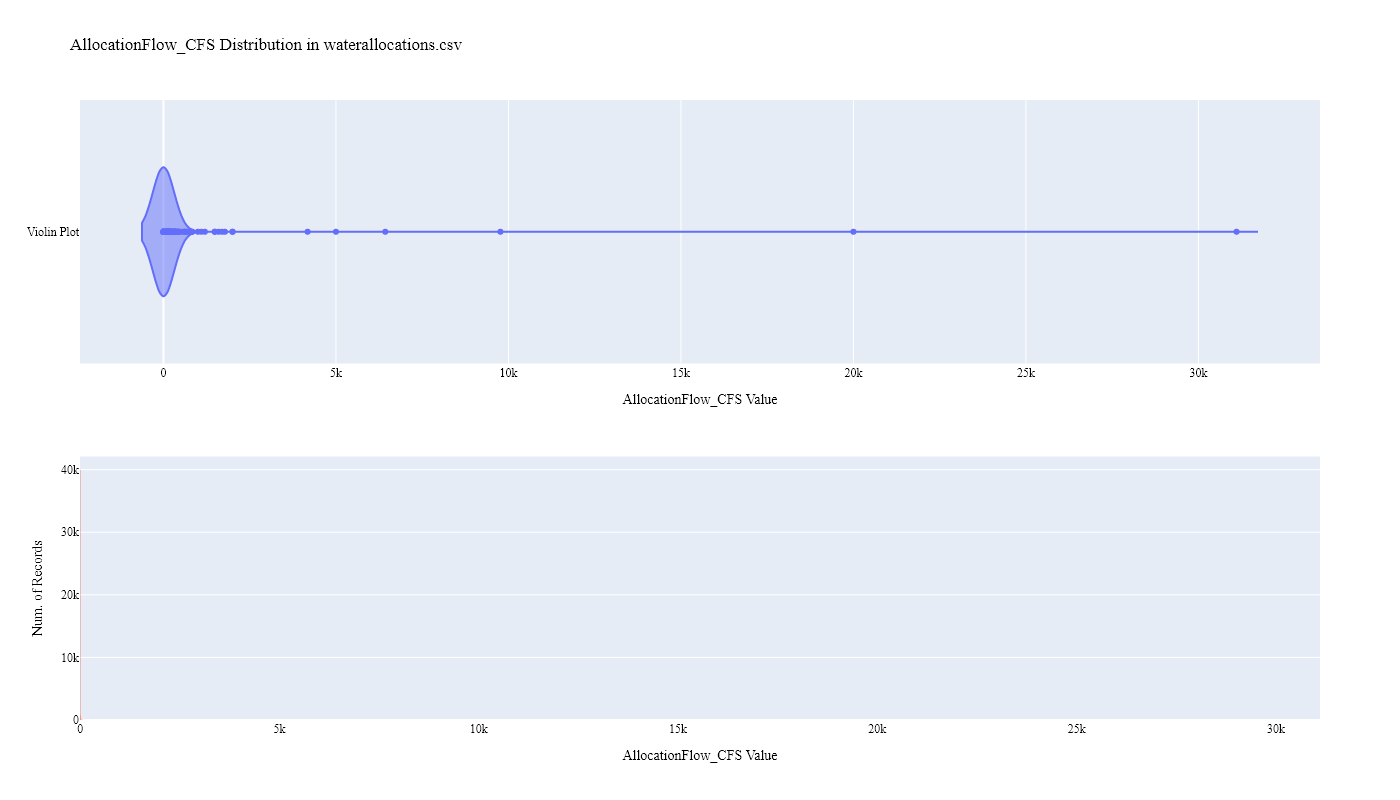 AllocationFlow_CFS Distribution in waterallocations.csv
Violin Plot
0 5k 10k 15k 20k 25k 30k
AllocationFlow_CFS Value
40k
30k
20k
10k
0
Num. of Records
0 5k 10k 15k 20k 25k 30k
AllocationFlow_CFS Value